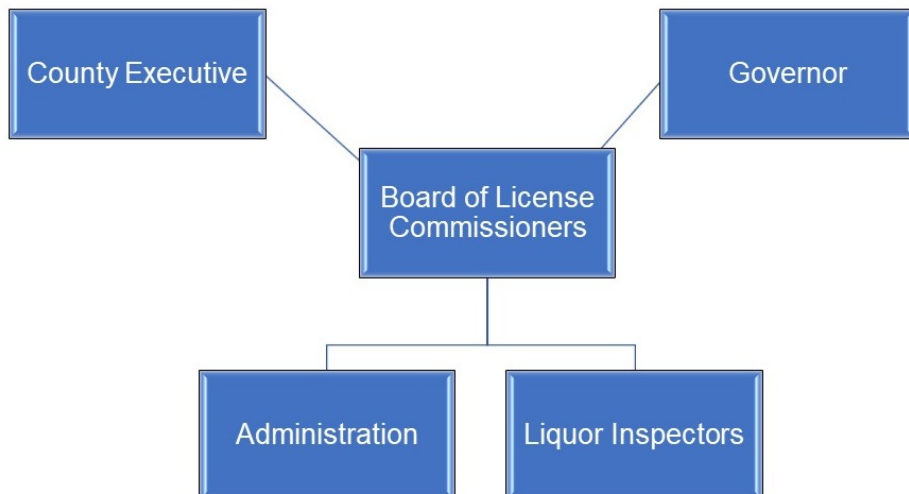 County Executive
Governor
Board of License
Commissioners
Administration
Liquor Inspectors